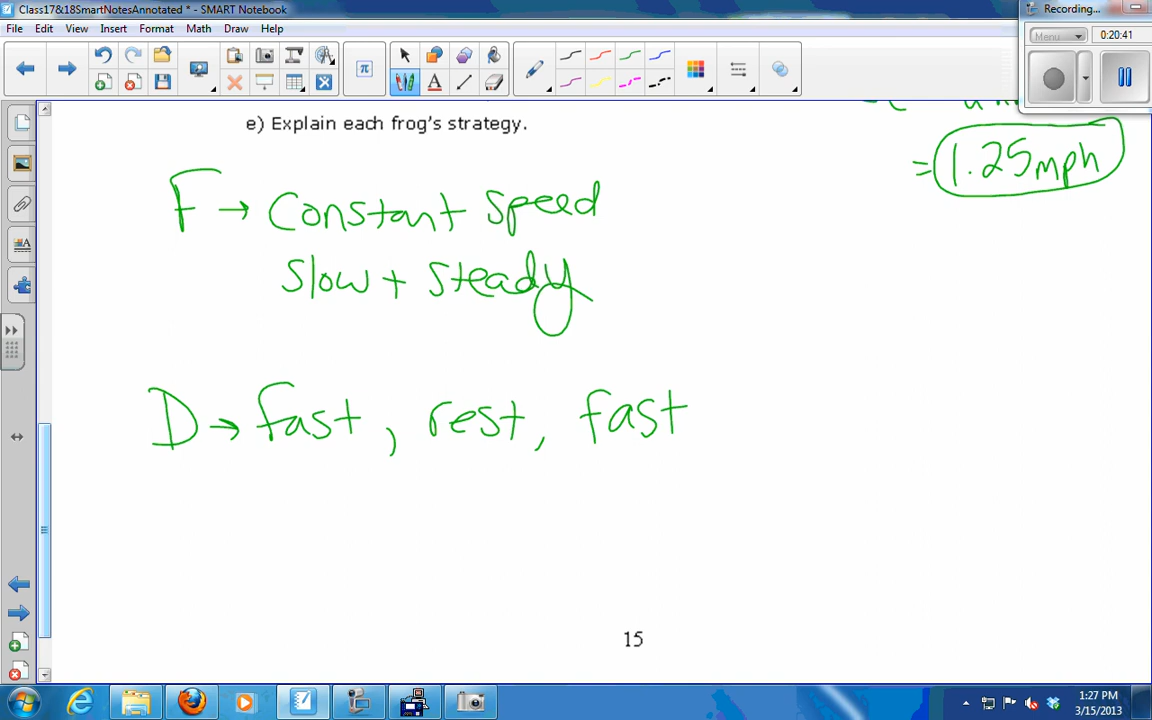 Class17&18SmartNotesAnnotated * - SMART Notebook
Recording...
File Edit View Insert Format Math Draw Help
Menu
0:20:41
e) Explain each frog's strategy.
= 1.25mph
F → Constant speed
Slow + steady
D → fast, rest, fast
15
1:27 PM
3/15/2013